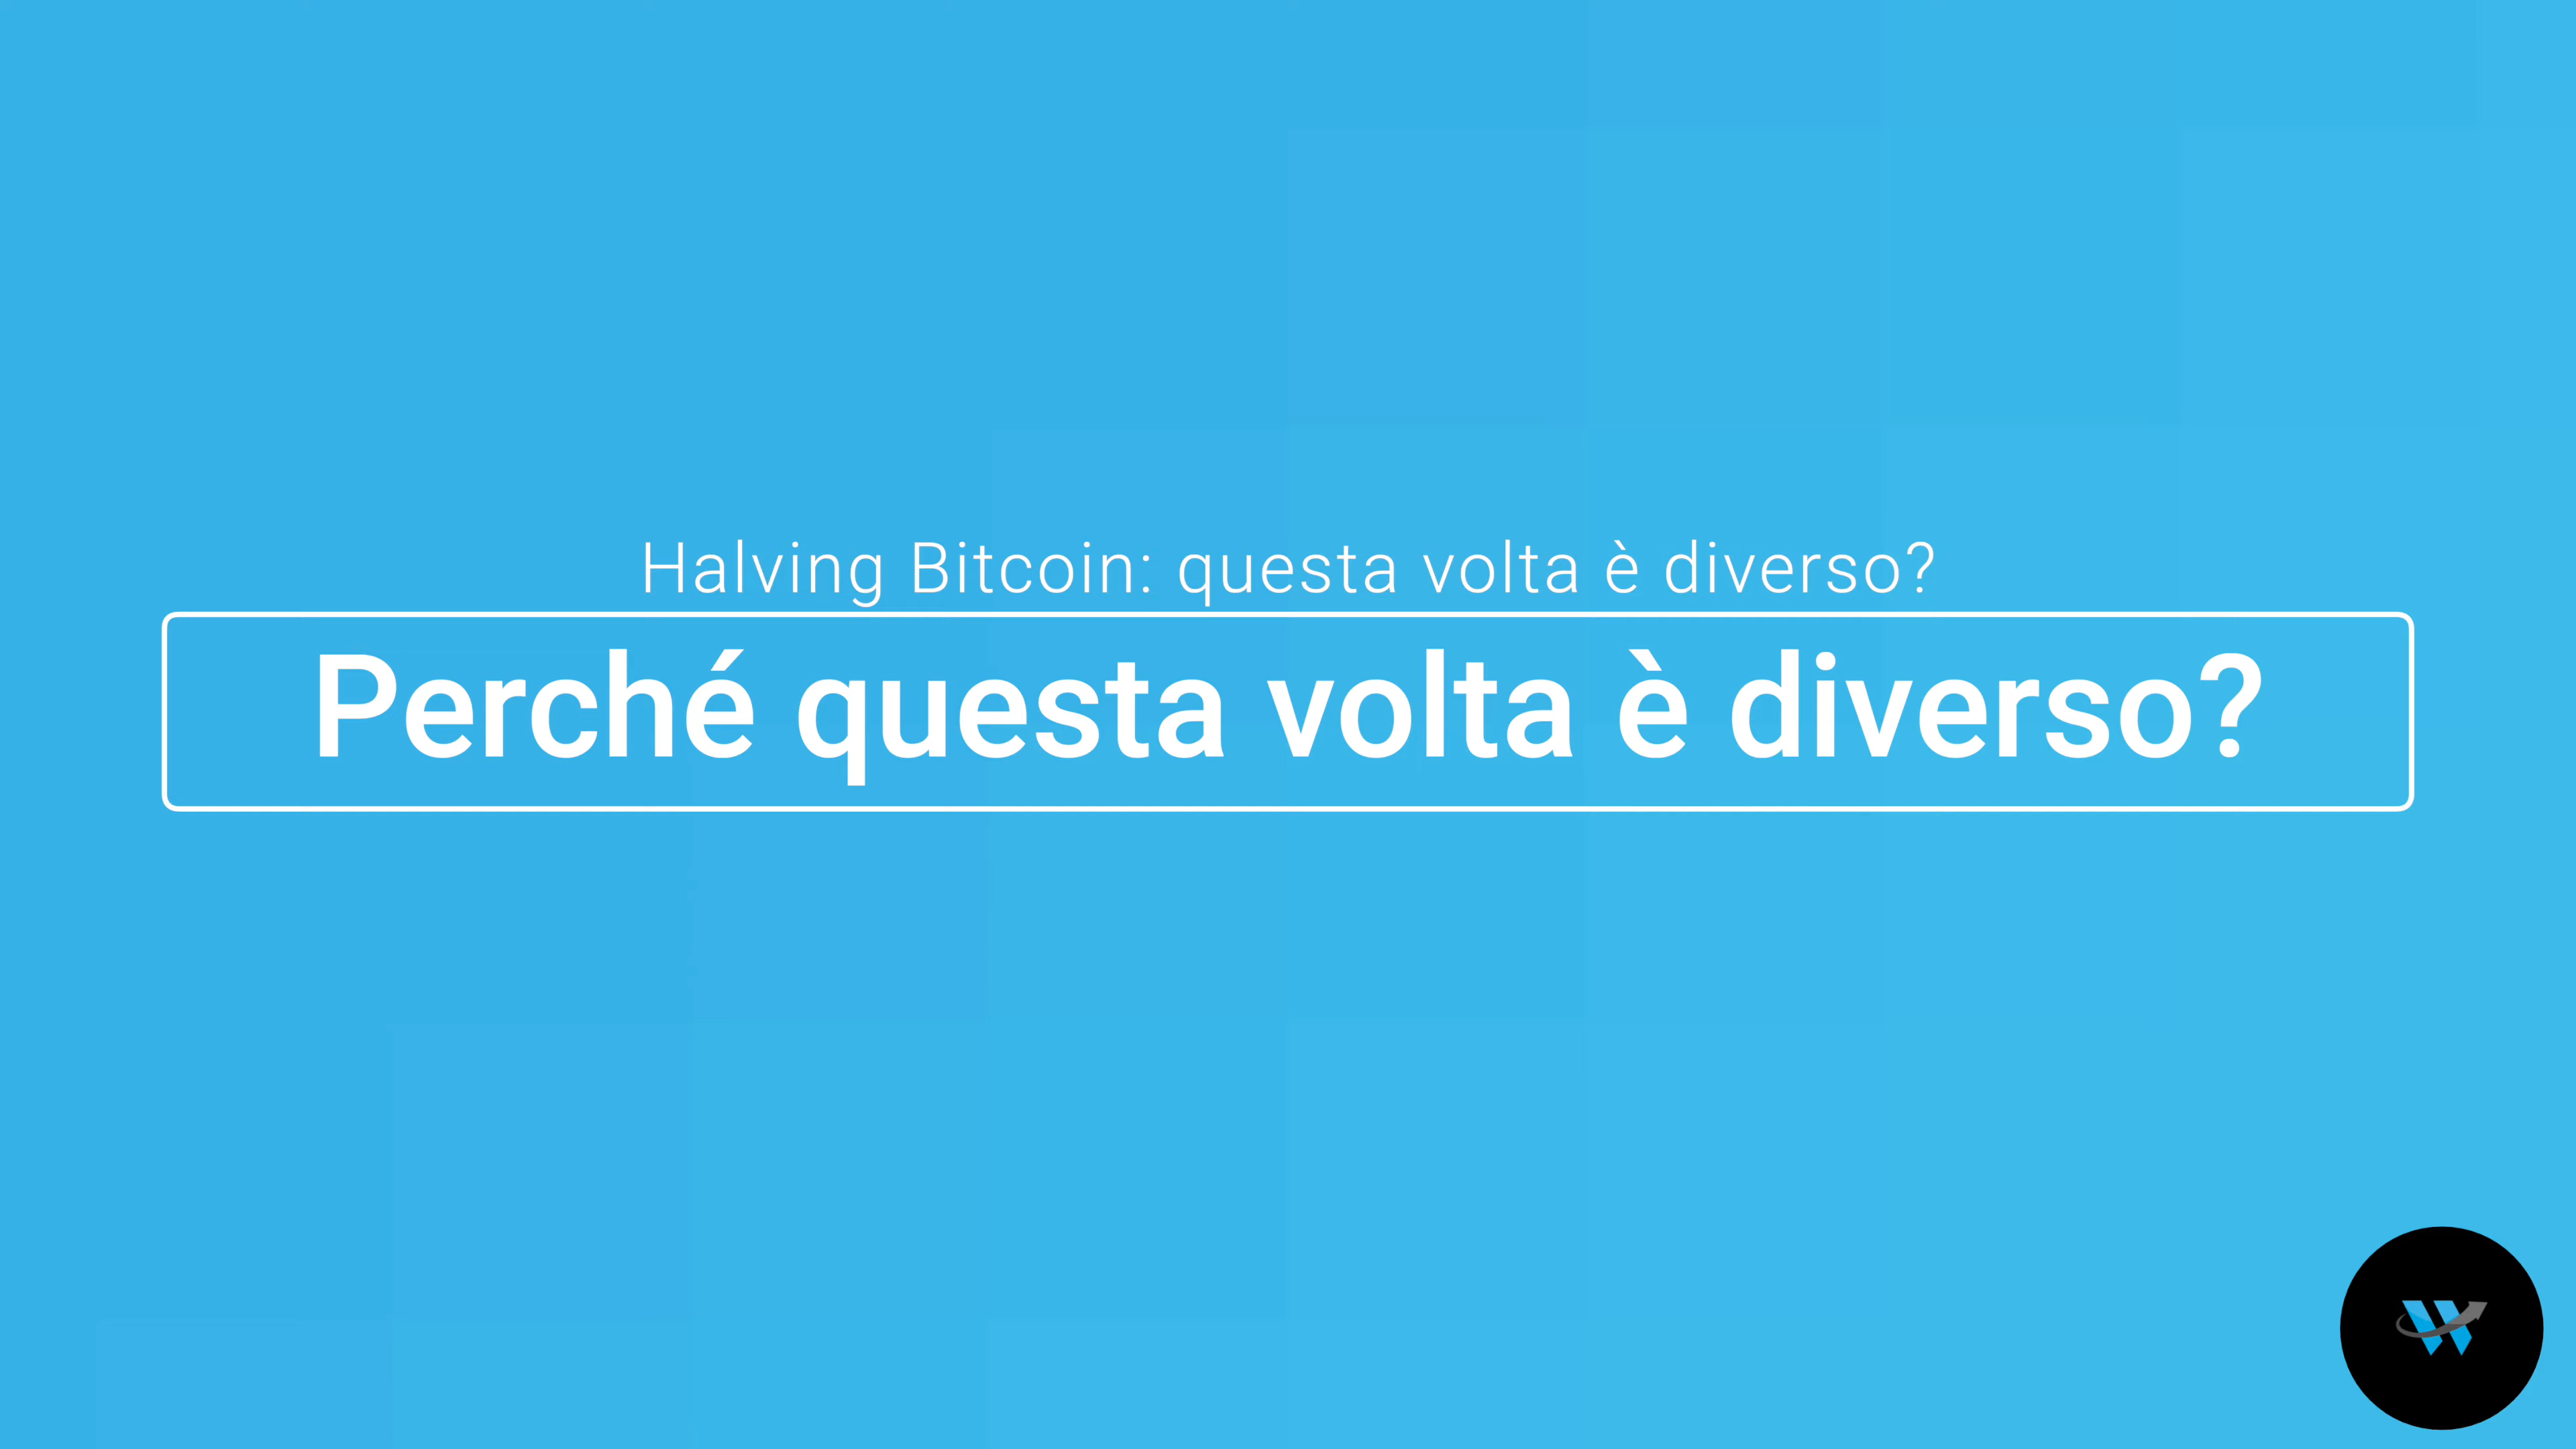 Halving Bitcoin: questa volta è diverso?
Perché questa volta è diverso?